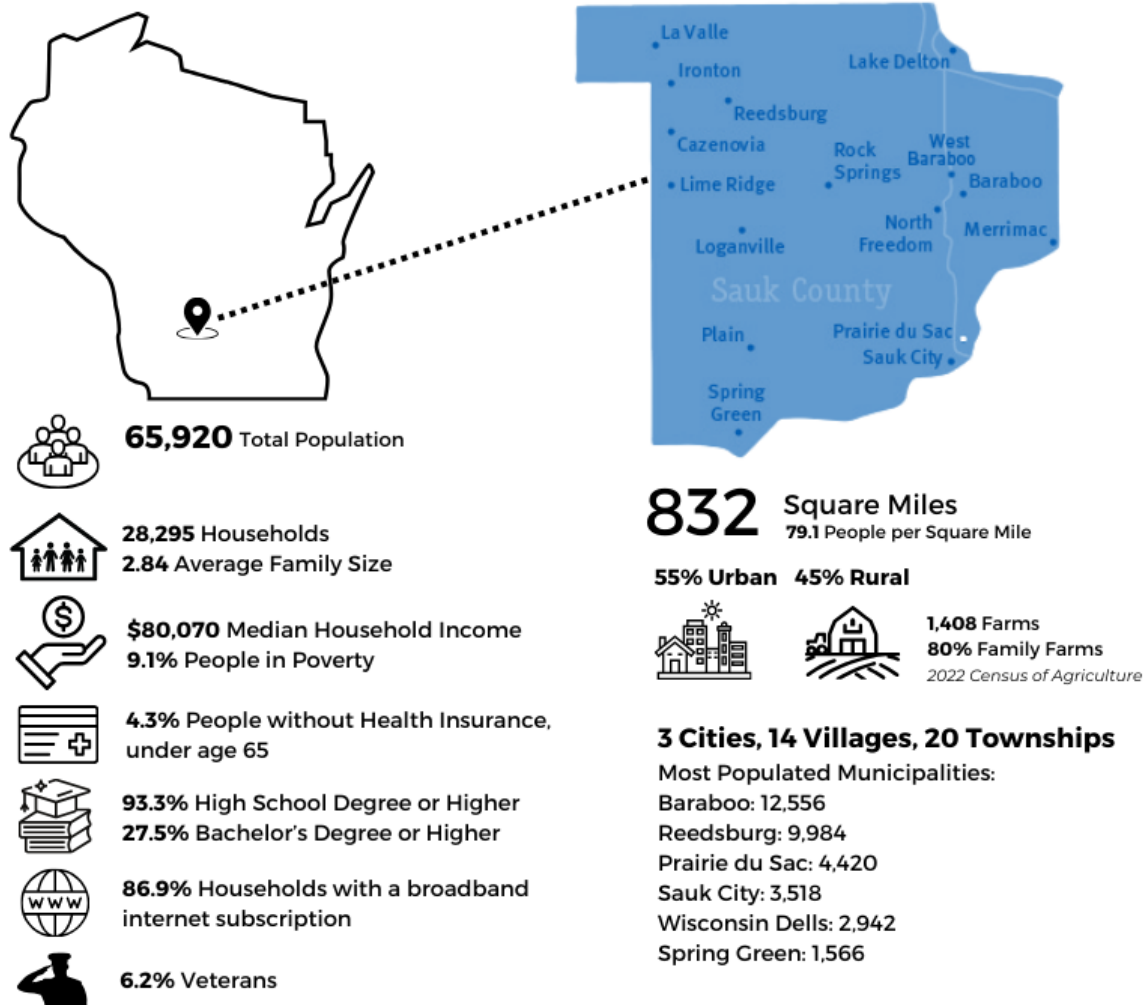 La Valle
Lake Delton
Ironton
Reedsburg
Cazenovia
Rock
Springs
West
Baraboo
Lime Ridge
Baraboo
North
Freedom
Merrimac
Loganville
Sauk County
Plain
Prairie du Sac
Sauk City
Spring
Green
65,920 Total Population
28,295 Households
2.84 Average Family Size
$80,070 Median Household Income
9.1% People in Poverty
4.3% People without Health Insurance,
under age 65
93.3% High School Degree or Higher
27.5% Bachelor's Degree or Higher
WWW
86.9% Households with a broadband
internet subscription
6.2% Veterans
832 Square Miles
79.1 People per Square Mile
55% Urban 45% Rural
1,408 Farms
80% Family Farms
2022 Census of Agriculture
3 Cities, 14 Villages, 20 Townships
Most Populated Municipalities:
Baraboo: 12,556
Reedsburg: 9,984
Prairie du Sac: 4,420
Sauk City: 3,518
Wisconsin Dells: 2,942
Spring Green: 1,566